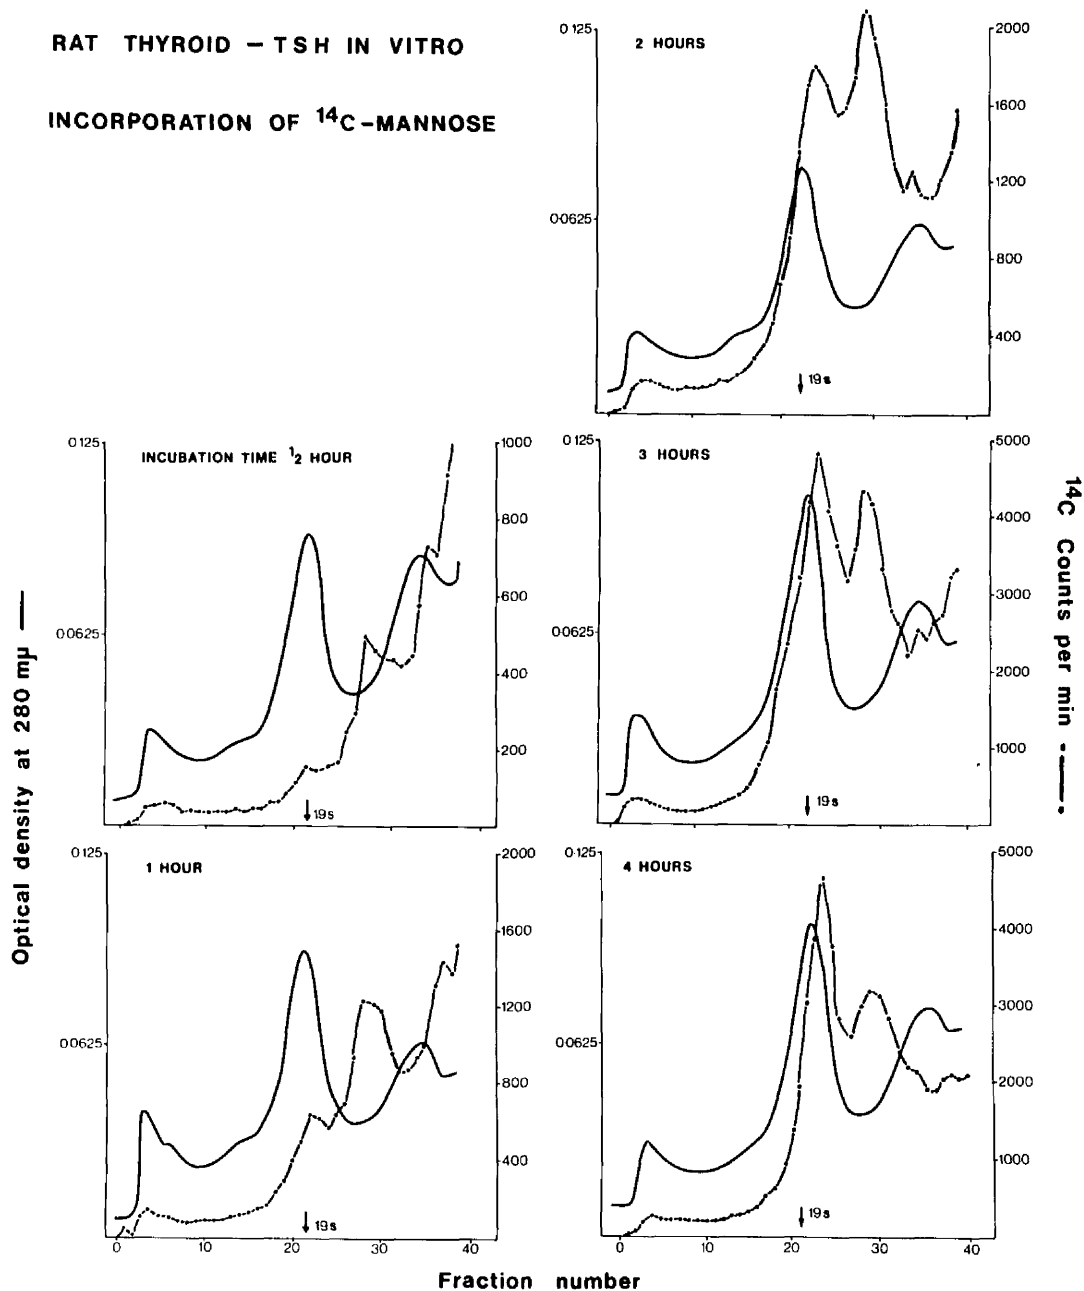 RAT THYROID – TSH IN VITRO
INCORPORATION OF ¹⁴C-MANNOSE
2 HOURS
0·125
0·0625
2000
1600
1200
800
400
19s
INCUBATION TIME ½ HOUR
0·125
0·0625
1000
800
600
400
200
19s
3 HOURS
0·125
0·0625
5000
4000
3000
2000
1000
19s
1 HOUR
0·125
0·0625
2000
1600
1200
800
400
19s
0 10 20 30 40
4 HOURS
0·125
0·0625
5000
4000
3000
2000
1000
19s
0 10 20 30 40
Optical density at 280 mµ
¹⁴C Counts per min
Fraction number